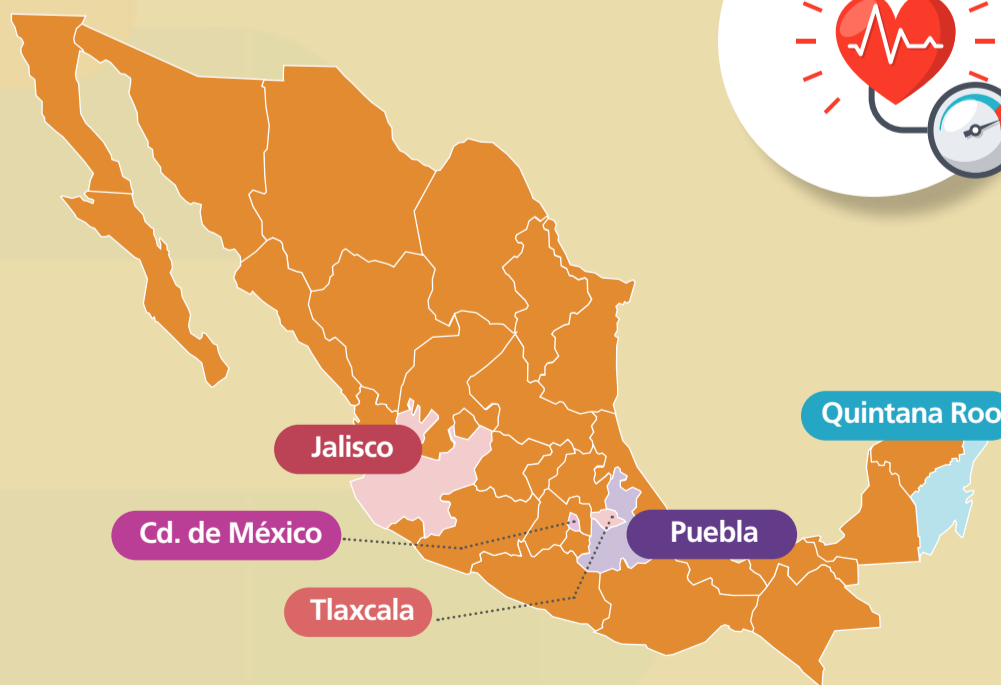 Quintana Roo
Jalisco
Cd. de México
Puebla
Tlaxcala